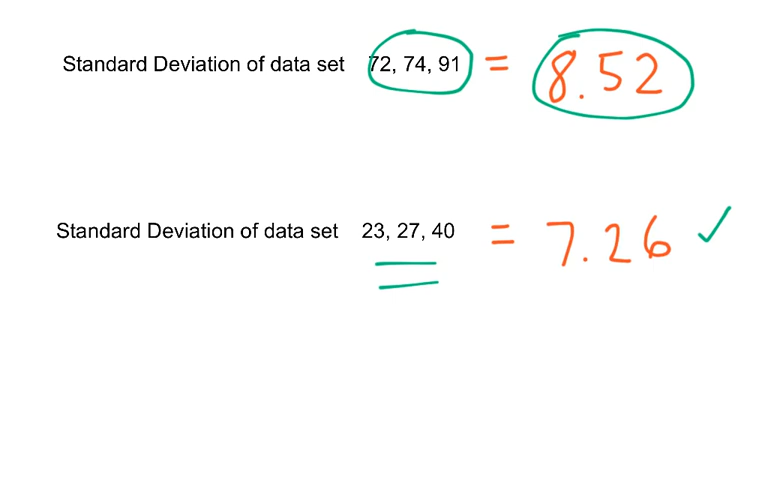 Standard Deviation of data set 72, 74, 91 = 8.52
Standard Deviation of data set 23, 27, 40 = 7.26 ✓